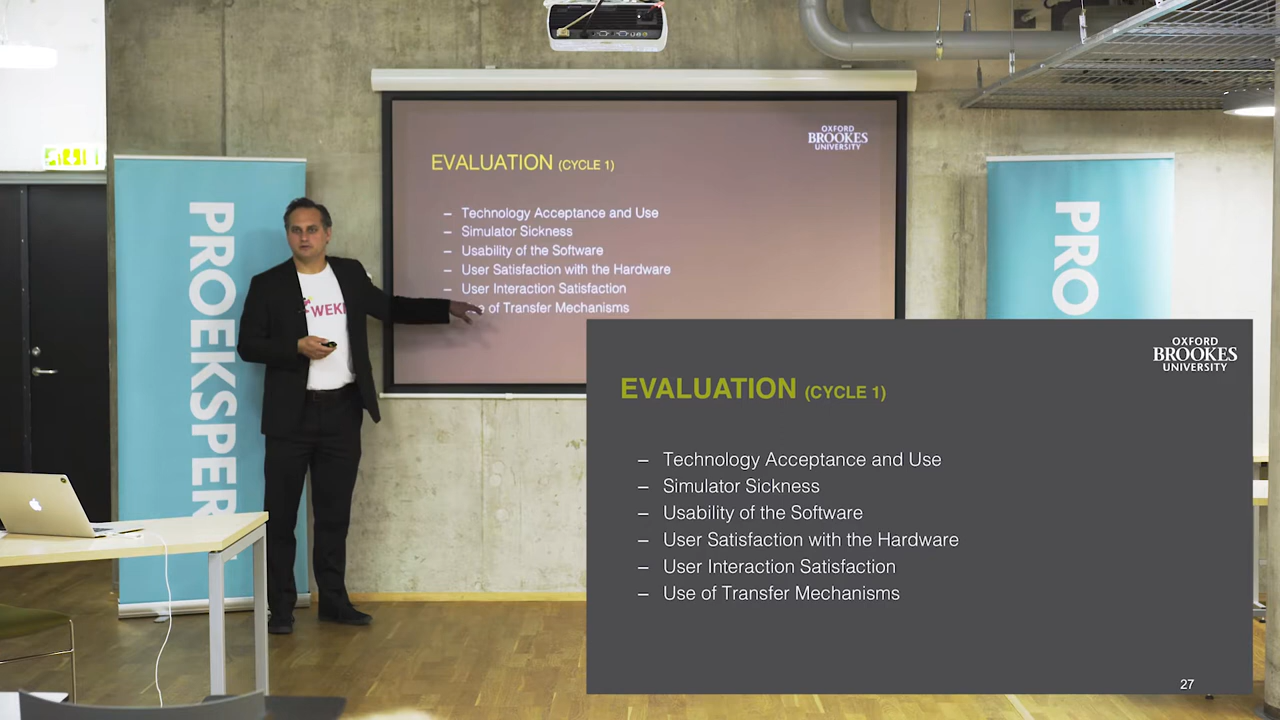 OXFORD
BROOKES
UNIVERSITY
EVALUATION (CYCLE 1)
– Technology Acceptance and Use
– Simulator Sickness
– Usability of the Software
– User Satisfaction with the Hardware
– User Interaction Satisfaction
of Transfer Mechanisms
PROEKSPER
WEK
PRO
OXFORD
BROOKES
UNIVERSITY
EVALUATION (CYCLE 1)
– Technology Acceptance and Use
– Simulator Sickness
– Usability of the Software
– User Satisfaction with the Hardware
– User Interaction Satisfaction
– Use of Transfer Mechanisms
27